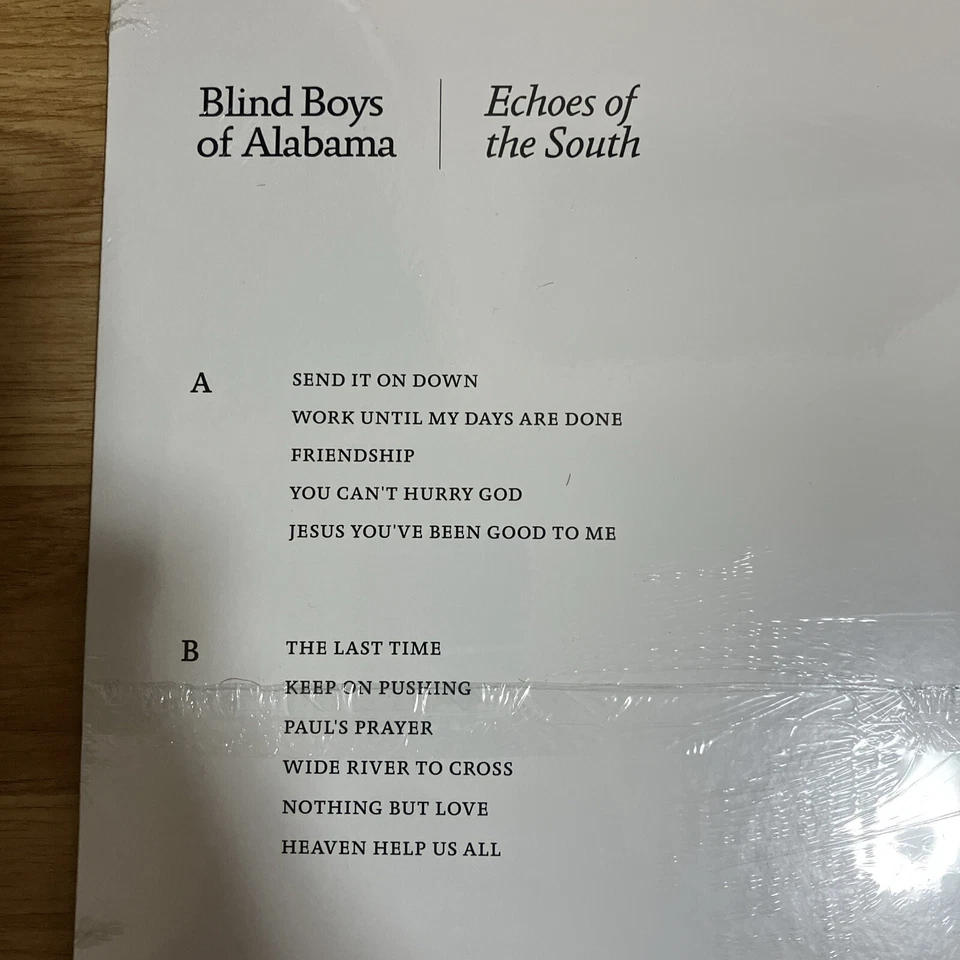 Blind Boys
of Alabama
Echoes of
the South
A
SEND IT ON DOWN
WORK UNTIL MY DAYS ARE DONE
FRIENDSHIP
YOU CAN'T HURRY GOD
JESUS YOU'VE BEEN GOOD TO ME
B
THE LAST TIME
KEEP ON PUSHING
PAUL'S PRAYER
WIDE RIVER TO CROSS
NOTHING BUT LOVE
HEAVEN HELP US ALL